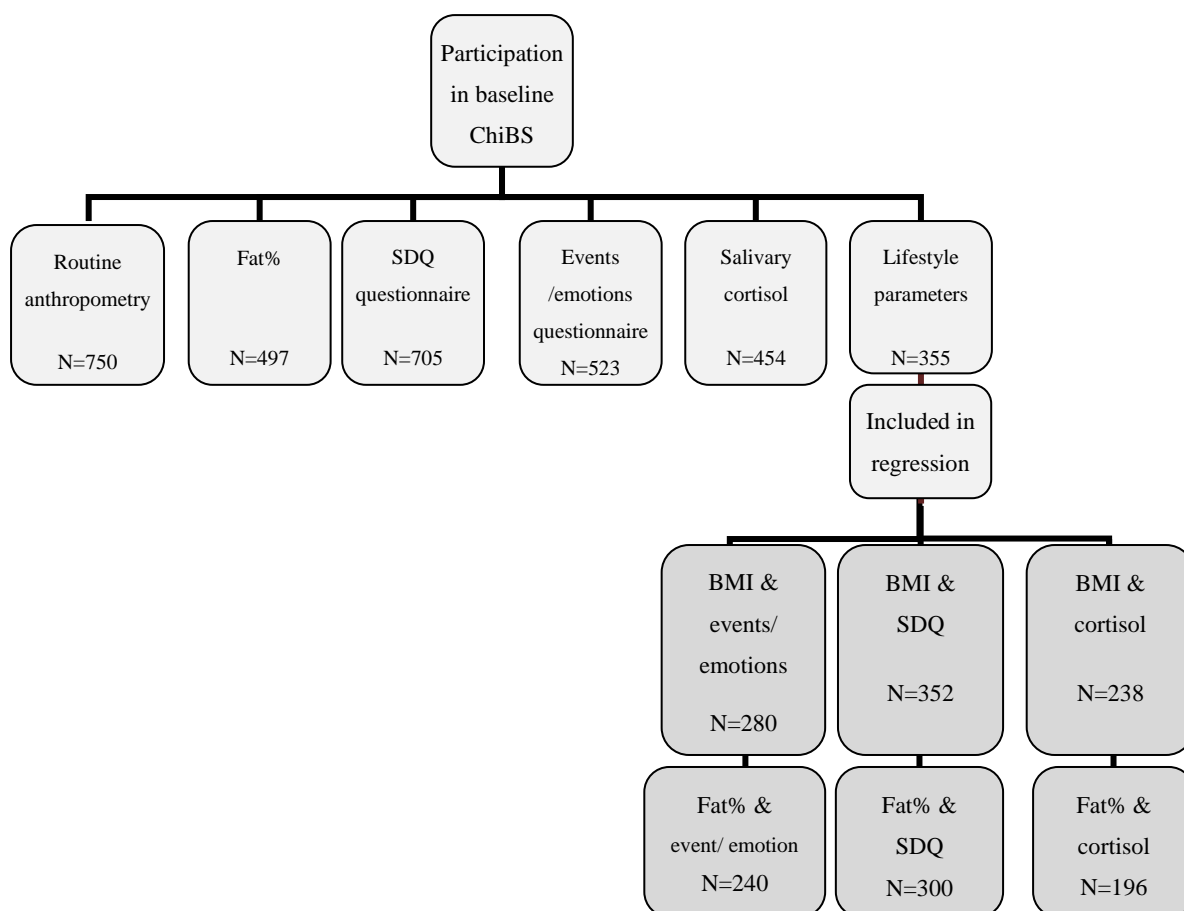 Participation
in baseline
ChiBS
Routine
anthropometry
N=750
Fat%
N=497
SDQ
questionnaire
N=705
Events
/emotions
questionnaire
N=523
Salivary
cortisol
N=454
Lifestyle
parameters
N=355
Included in
regression
BMI &
events/
emotions
N=280
BMI &
SDQ
N=352
BMI &
cortisol
N=238
Fat% &
event/ emotion
N=240
Fat% &
SDQ
N=300
Fat% &
cortisol
N=196